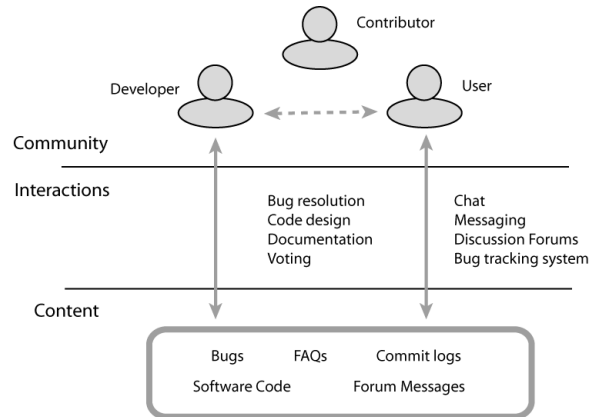 Contributor
Developer
User
Community
Interactions
Bug resolution
Code design
Documentation
Voting
Chat
Messaging
Discussion Forums
Bug tracking system
Content
Bugs FAQs Commit logs
Software Code Forum Messages